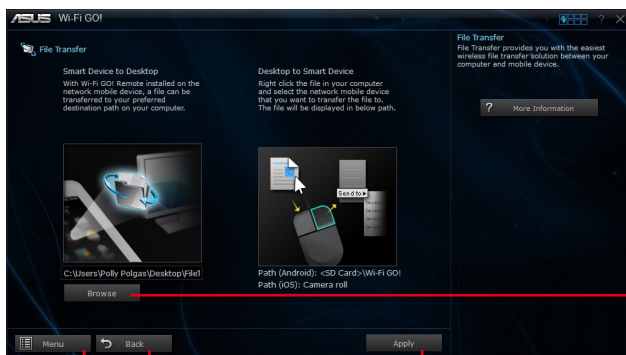 ASUS Wi-Fi GO!
File Transfer
Smart Device to Desktop
With Wi-Fi GO! Remote installed on the
network mobile device, a file can be
transferred to your preferred
destination path on your computer.
C:\Users\Polly Polgas\Desktop\File1
Browse
Desktop to Smart Device
Right click the file in your computer
and select the network mobile device
that you want to transfer the file to.
The file will be displayed in below path.
Send to
Path (Android): <SD Card>\Wi-Fi GO!
Path (iOS): Camera roll
File Transfer
File Transfer provides you with the easiest
wireless file transfer solution between your
computer and mobile device.
? More Information
Menu
Back
Apply